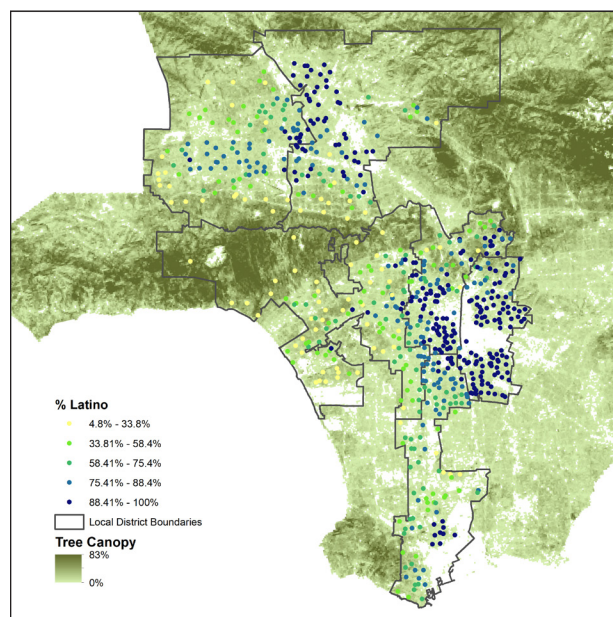 % Latino
4.8% - 33.8%
33.81% - 58.4%
58.41% - 75.4%
75.41% - 88.4%
88.41% - 100%
Local District Boundaries
Tree Canopy
83%
0%